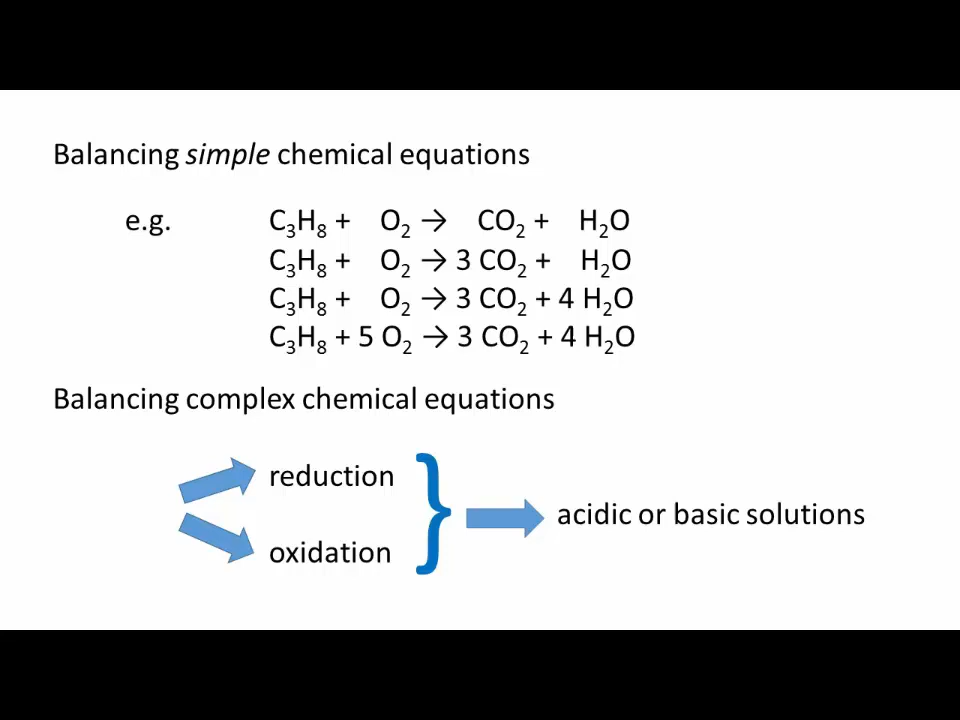 Balancing simple chemical equations
e.g. C₃H₈ + O₂ → CO₂ + H₂O
C₃H₈ + O₂ → 3 CO₂ + H₂O
C₃H₈ + O₂ → 3 CO₂ + 4 H₂O
C₃H₈ + 5 O₂ → 3 CO₂ + 4 H₂O
Balancing complex chemical equations
reduction
oxidation
acidic or basic solutions